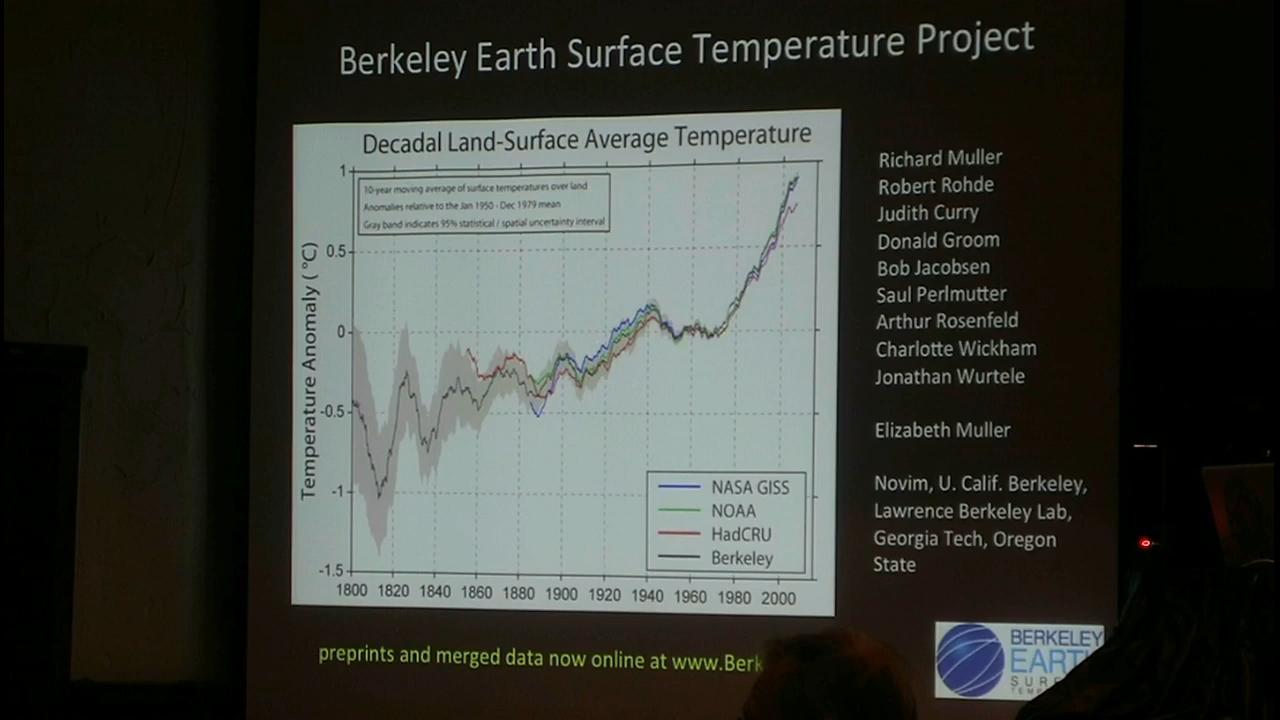 Berkeley Earth Surface Temperature Project
Decadal Land-Surface Average Temperature
10-year moving average of surface temperatures over land
Anomalies relative to the Jan 1950 - Dec 1979 mean
Gray band indicates 95% statistical / spatial uncertainty interval
Temperature Anomaly ( °C)
1
0.5
0
-0.5
-1
-1.5
1800 1820 1840 1860 1880 1900 1920 1940 1960 1980 2000
NASA GISS
NOAA
HadCRU
Berkeley
Richard Muller
Robert Rohde
Judith Curry
Donald Groom
Bob Jacobsen
Saul Perlmutter
Arthur Rosenfeld
Charlotte Wickham
Jonathan Wurtele
Elizabeth Muller
Novim, U. Calif. Berkeley,
Lawrence Berkeley Lab,
Georgia Tech, Oregon
State
preprints and merged data now online at www.Berk
BERKELEY
EARTH
SURF
TEMP